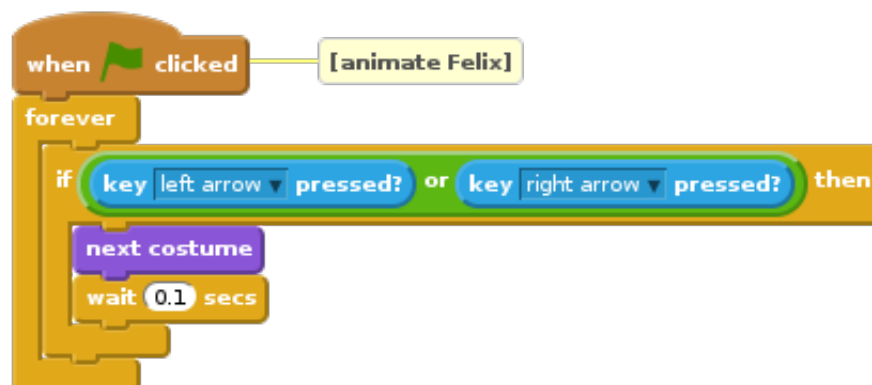 when clicked [animate Felix]
forever
if key left arrow pressed? or key right arrow pressed? then
next costume
wait 0.1 secs